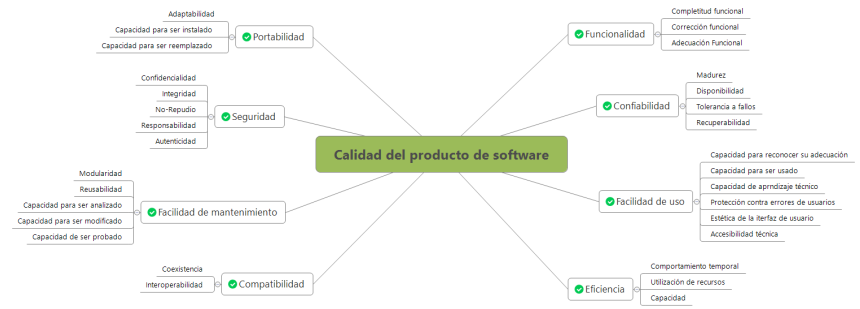 Calidad del producto de software
Portabilidad
Adaptabilidad
Capacidad para ser instalado
Capacidad para ser reemplazado
Seguridad
Confidencialidad
Integridad
No-Repudio
Responsabilidad
Autenticidad
Facilidad de mantenimiento
Modularidad
Reusabilidad
Capacidad para ser analizado
Capacidad para ser modificado
Capacidad de ser probado
Compatibilidad
Coexistencia
Interoperabilidad
Funcionalidad
Completitud funcional
Corrección funcional
Adecuación Funcional
Confiabilidad
Madurez
Disponibilidad
Tolerancia a fallos
Recuperabilidad
Facilidad de uso
Capacidad para reconocer su adecuación
Capacidad para ser usado
Capacidad de aprndizaje técnico
Protección contra errores de usuarios
Estética de la iterfaz de usuario
Accesibilidad técnica
Eficiencia
Comportamiento temporal
Utilización de recursos
Capacidad